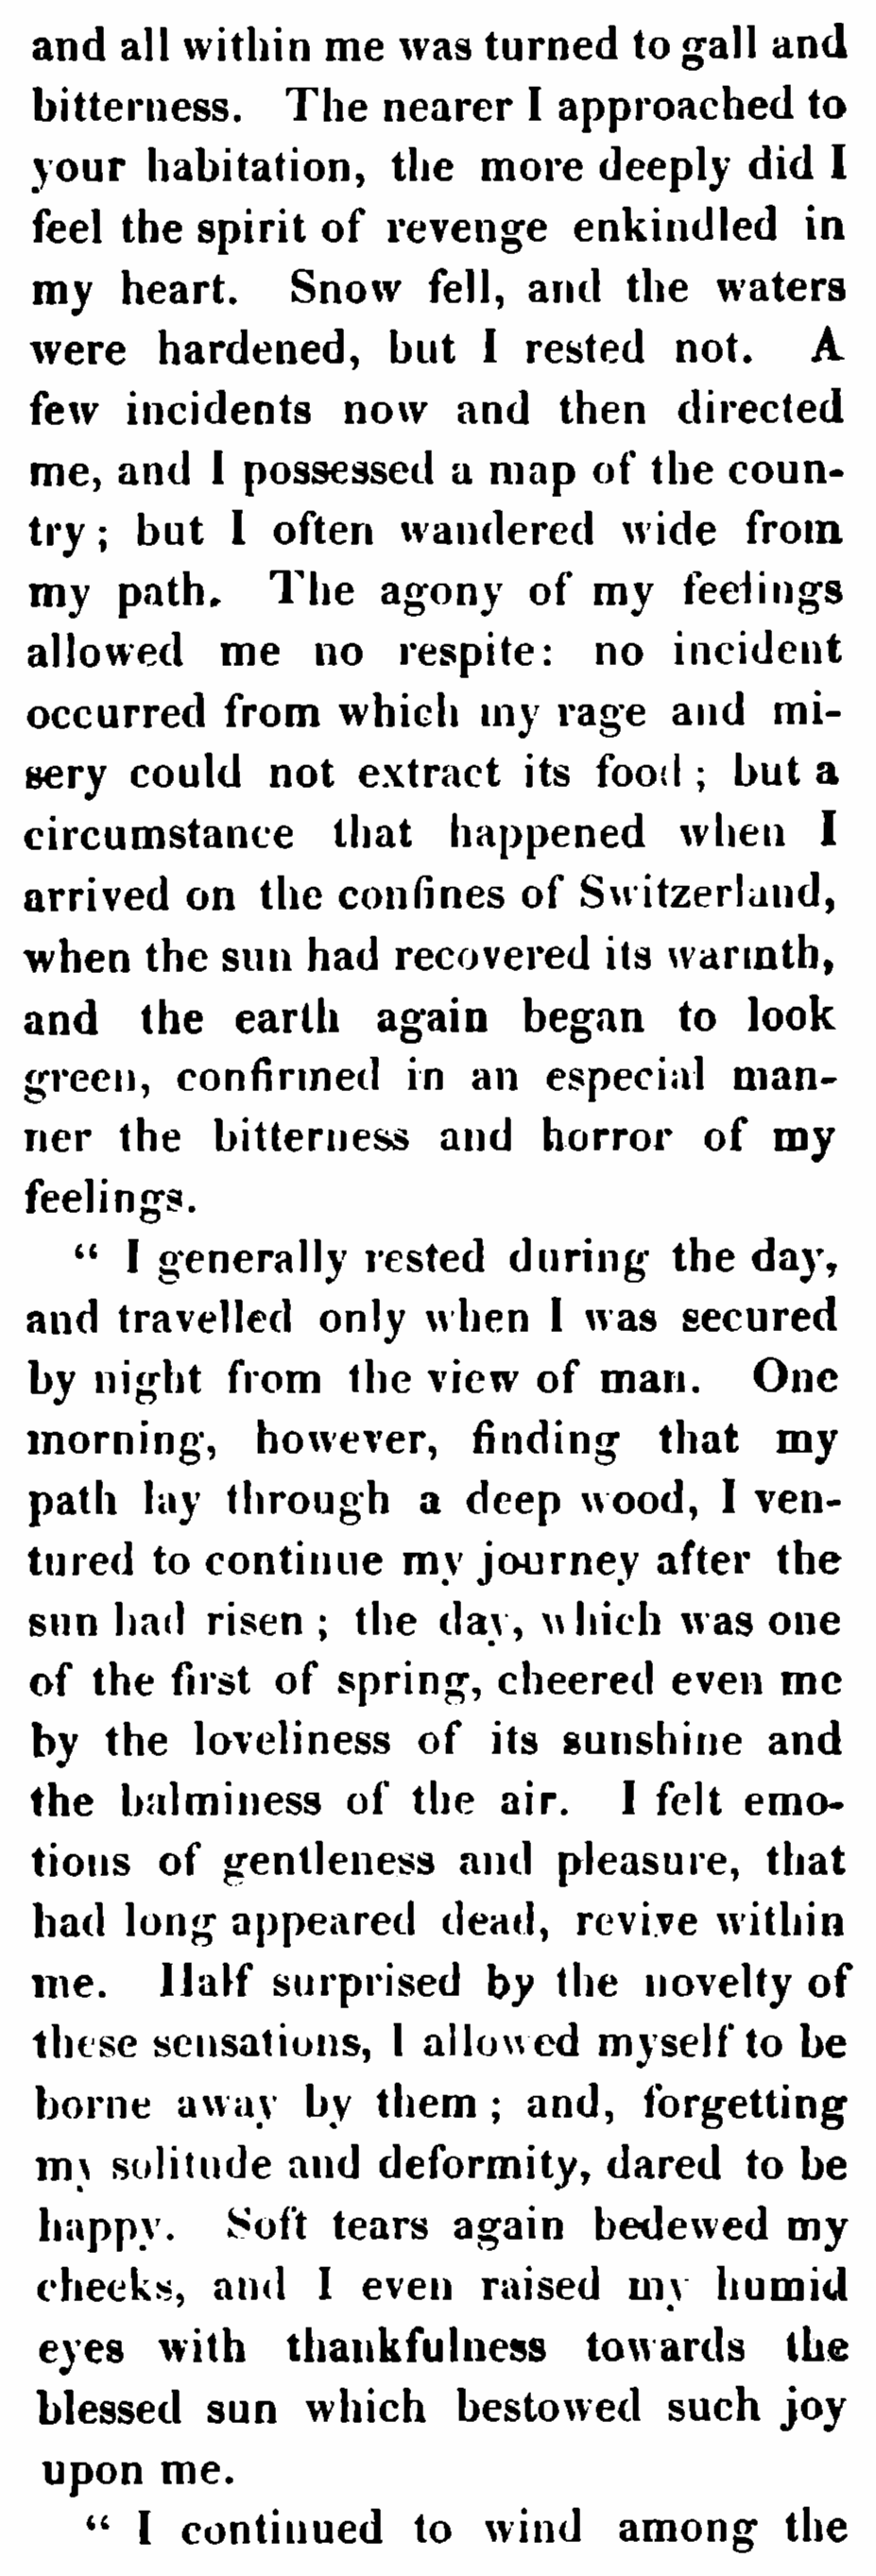 and all within me was turned to gall and
bitterness. The nearer I approached to
your habitation, the more deeply did I
feel the spirit of revenge enkindled in
my heart. Snow fell, and the waters
were hardened, but I rested not. A
few incidents now and then directed
me, and I possessed a map of the coun-
try; but I often wandered wide from
my path. The agony of my feelings
allowed me no respite: no incident
occurred from which my rage and mi-
sery could not extract its food; but a
circumstance that happened when I
arrived on the confines of Switzerland,
when the sun had recovered its warmth,
and the earth again began to look
green, confirmed in an especial man-
ner the bitterness and horror of my
feelings.
“ I generally rested during the day,
and travelled only when I was secured
by night from the view of man. One
morning, however, finding that my
path lay through a deep wood, I ven-
tured to continue my journey after the
sun had risen; the day, which was one
of the first of spring, cheered even me
by the loveliness of its sunshine and
the balminess of the air. I felt emo-
tions of gentleness and pleasure, that
had long appeared dead, revive within
me. Half surprised by the novelty of
these sensations, I allowed myself to be
borne away by them; and, forgetting
my solitude and deformity, dared to be
happy. Soft tears again bedewed my
cheeks, and I even raised my humid
eyes with thankfulness towards the
blessed sun which bestowed such joy
upon me.
“ I continued to wind among the